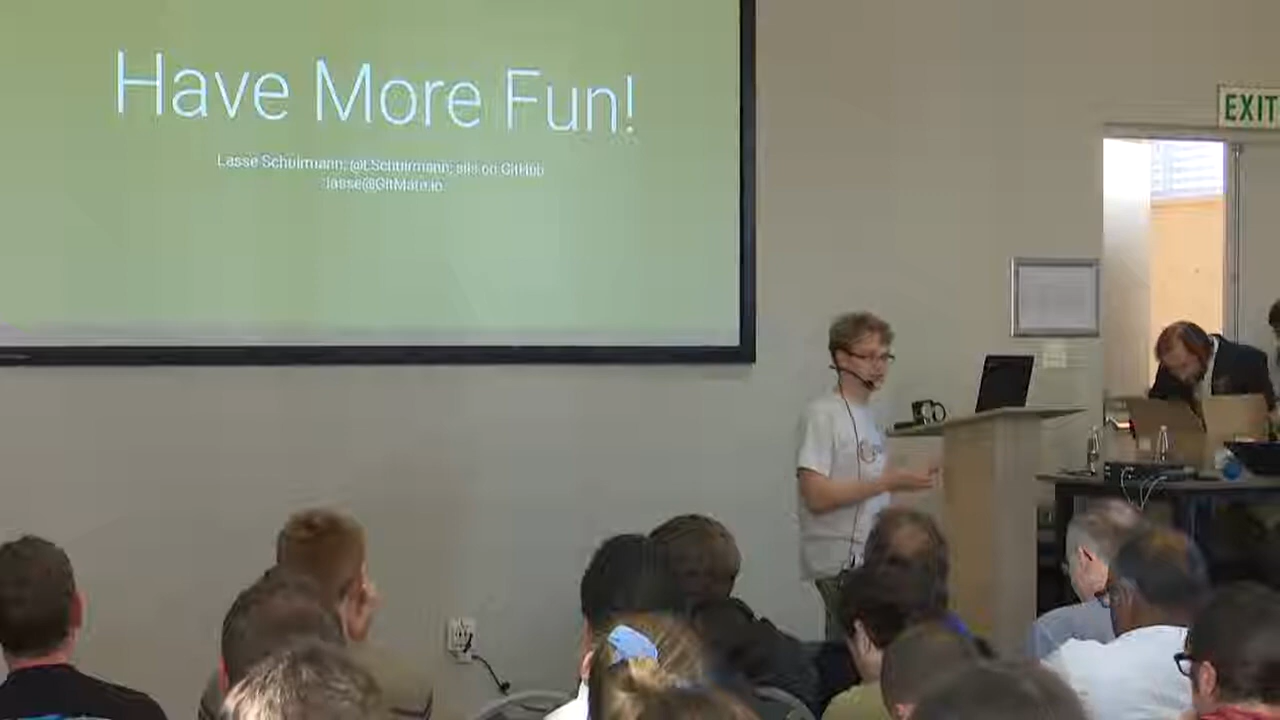 Have More Fun!
Lasse Schuirmann; @LSchuirmann; sils on GitHub
lasse@GitMate.io
EXIT